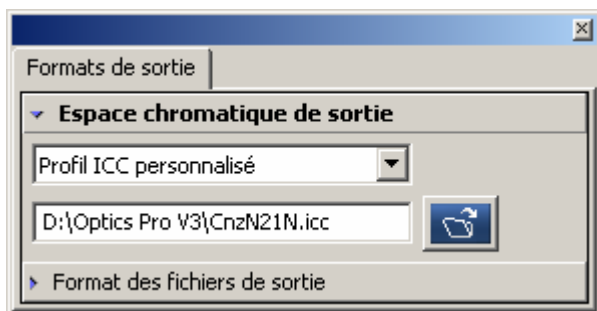 Formats de sortie
Espace chromatique de sortie
Profil ICC personnalisé
D:\Optics Pro V3\CnzN21N.icc
Format des fichiers de sortie